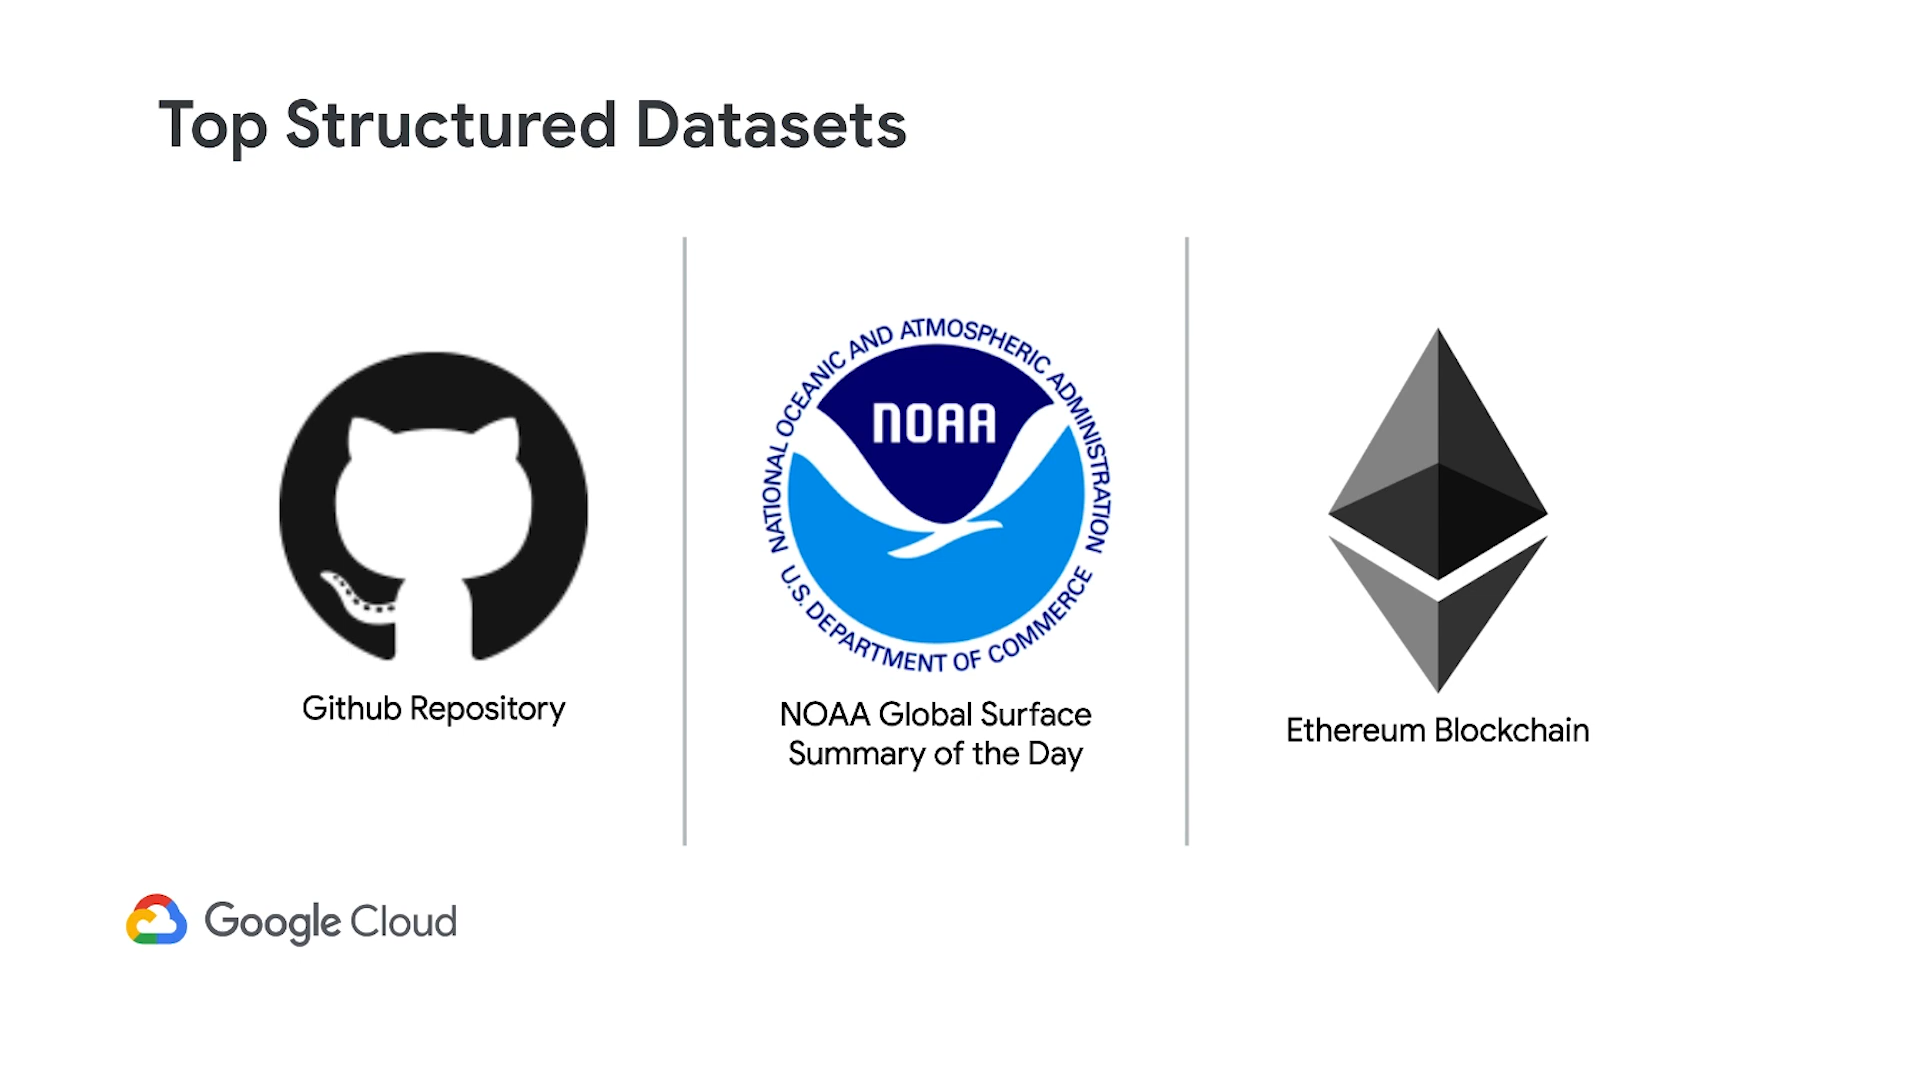 Top Structured Datasets
Github Repository
NATIONAL OCEANIC AND ATMOSPHERIC ADMINISTRATION
NOAA
U.S. DEPARTMENT OF COMMERCE
NOAA Global Surface
Summary of the Day
Ethereum Blockchain
Google Cloud